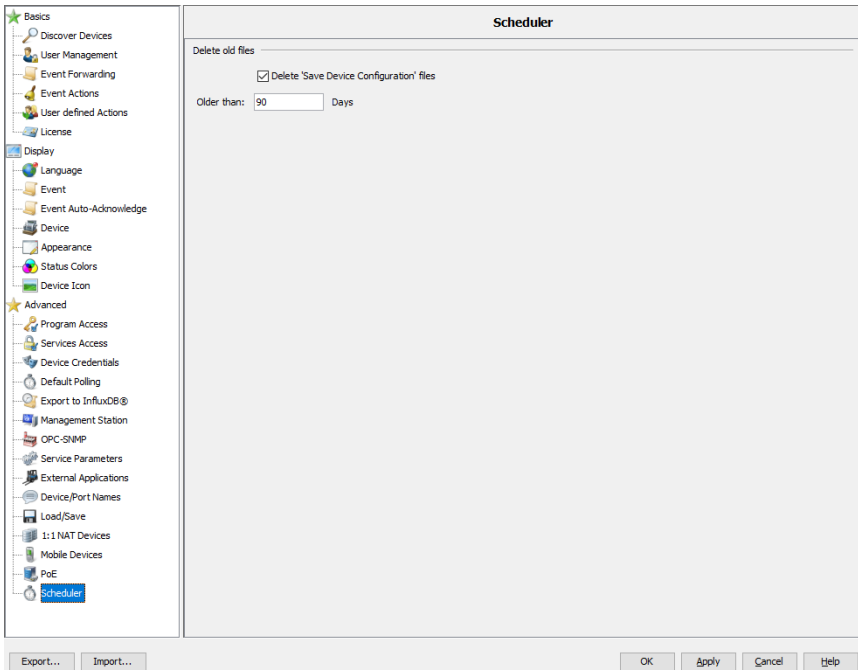 Basics
Discover Devices
User Management
Event Forwarding
Event Actions
User defined Actions
License
Display
Language
Event
Event Auto-Acknowledge
Device
Appearance
Status Colors
Device Icon
Advanced
Program Access
Services Access
Device Credentials
Default Polling
Export to InfluxDB®
Management Station
OPC-SNMP
Service Parameters
External Applications
Device/Port Names
Load/Save
1:1 NAT Devices
Mobile Devices
PoE
Scheduler
Scheduler
Delete old files
Delete 'Save Device Configuration' files
Older than: 90 Days
Export... Import... OK Apply Cancel Help